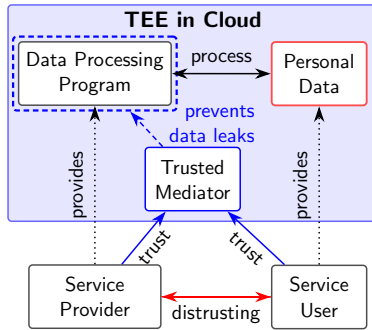 TEE in Cloud
Data Processing
Program
process
Personal
Data
prevents
data leaks
Trusted
Mediator
provides
provides
trust
trust
Service
Provider
distrusting
Service
User